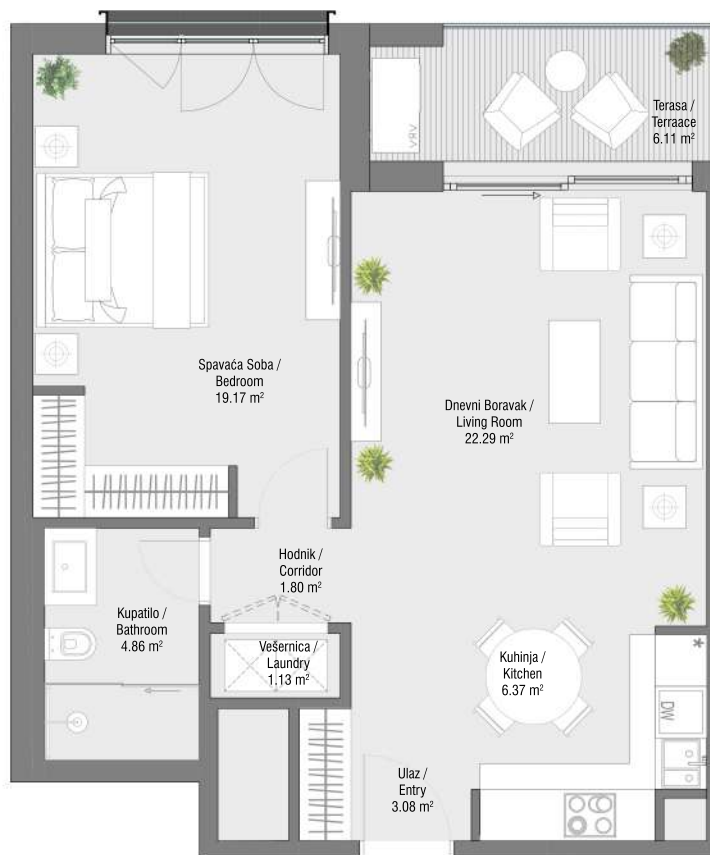 Terasa /
Terraace
6.11 m²
VRV
Spavaća Soba /
Bedroom
19.17 m²
Dnevni Boravak /
Living Room
22.29 m²
Hodnik /
Corridor
1.80 m²
Kupatilo /
Bathroom
4.86 m²
Vešernica /
Laundry
1.13 m²
Kuhinja /
Kitchen
6.37 m²
*
DW
Ulaz /
Entry
3.08 m²